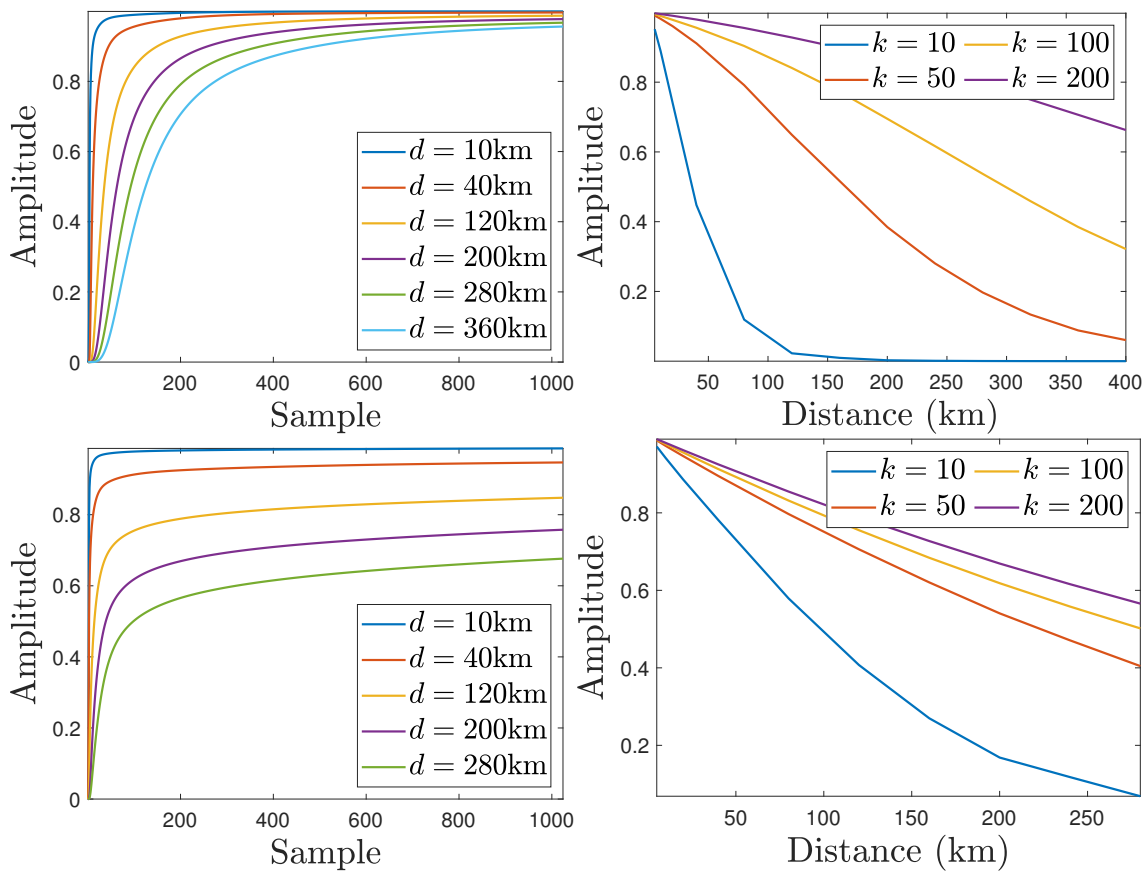 0.8
0.6
0.4
0.2
0
200
400
600
800
1000
Amplitude
Sample
d = 10km
d = 40km
d = 120km
d = 200km
d = 280km
d = 360km
0.8
0.6
0.4
0.2
50
100
150
200
250
300
350
400
Amplitude
Distance (km)
k = 10 k = 100
k = 50 k = 200
0.8
0.6
0.4
0.2
0
200
400
600
800
1000
Amplitude
Sample
d = 10km
d = 40km
d = 120km
d = 200km
d = 280km
0.8
0.6
0.4
0.2
50
100
150
200
250
Amplitude
Distance (km)
k = 10 k = 100
k = 50 k = 200